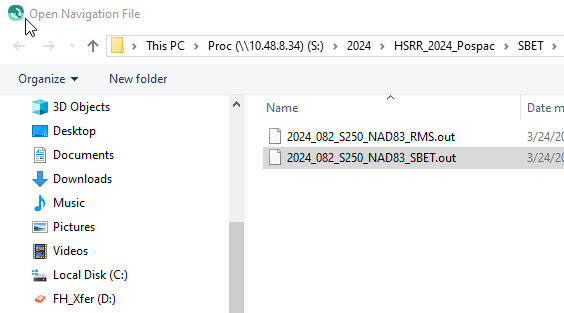 Open Navigation File
This PC > Proc (\\10.48.8.34) (S:) > 2024 > HSRR_2024_Pospac > SBET >
Organize New folder
3D Objects
Desktop
Documents
Downloads
Music
Pictures
Videos
Local Disk (C:)
FH_Xfer (D:)
Name Date m
2024_082_S250_NAD83_RMS.out 3/24/20
2024_082_S250_NAD83_SBET.out 3/24/20